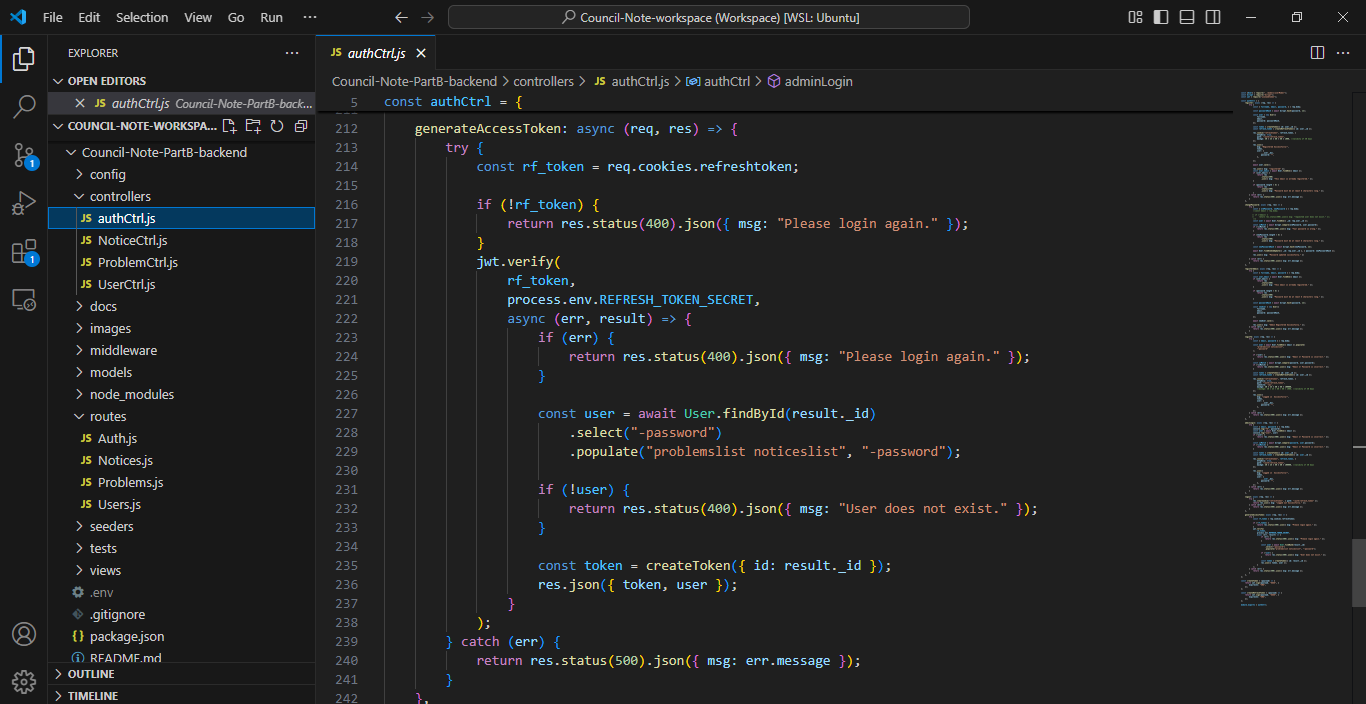 File Edit Selection View Go Run ··· Council-Note-workspace (Workspace) [WSL: Ubuntu]
EXPLORER ···
OPEN EDITORS
JS authCtrl.js Council-Note-PartB-back...
COUNCIL-NOTE-WORKSPA...
Council-Note-PartB-backend
config
controllers
JS authCtrl.js
JS NoticeCtrl.js
JS ProblemCtrl.js
JS UserCtrl.js
docs
images
middleware
models
node_modules
routes
JS Auth.js
JS Notices.js
JS Problems.js
JS Users.js
seeders
tests
views
.env
.gitignore
{} package.json
README.md
OUTLINE
TIMELINE
1
1
JS authCtrl.js
Council-Note-PartB-backend > controllers > JS authCtrl.js > authCtrl > adminLogin
5 const authCtrl = {
212 generateAccessToken: async (req, res) => {
213 try {
214 const rf_token = req.cookies.refreshtoken;
215
216 if (!rf_token) {
217 return res.status(400).json({ msg: "Please login again." });
218 }
219 jwt.verify(
220 rf_token,
221 process.env.REFRESH_TOKEN_SECRET,
222 async (err, result) => {
223 if (err) {
224 return res.status(400).json({ msg: "Please login again." });
225 }
226
227 const user = await User.findById(result._id)
228 .select("-password")
229 .populate("problemslist noticeslist", "-password");
230
231 if (!user) {
232 return res.status(400).json({ msg: "User does not exist." });
233 }
234
235 const token = createToken({ id: result._id });
236 res.json({ token, user });
237 }
238 );
239 } catch (err) {
240 return res.status(500).json({ msg: err.message });
241 }
242 },